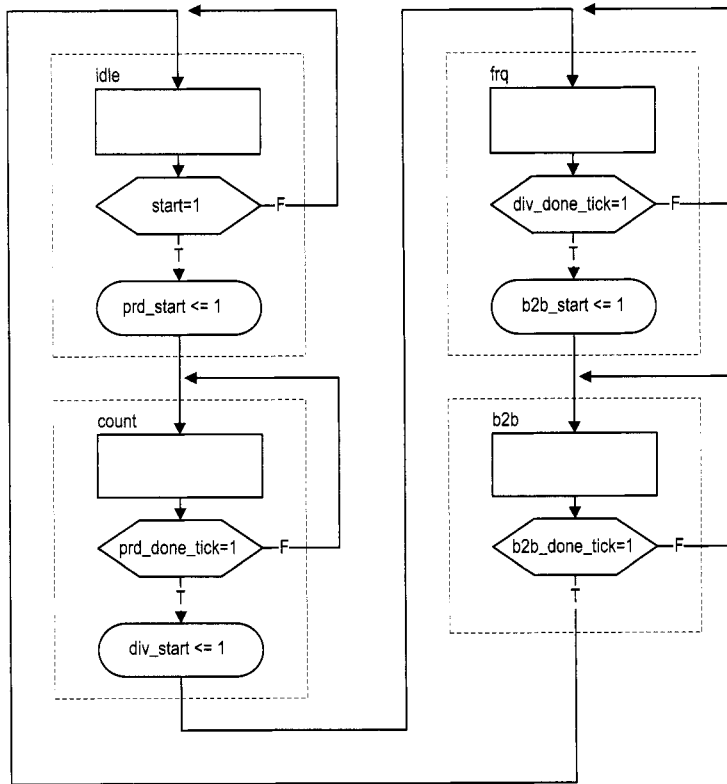 idle
start=1
F
T
prd_start <= 1
count
prd_done_tick=1
F
T
div_start <= 1
frq
div_done_tick=1
F
T
b2b_start <= 1
b2b
b2b_done_tick=1
F
T